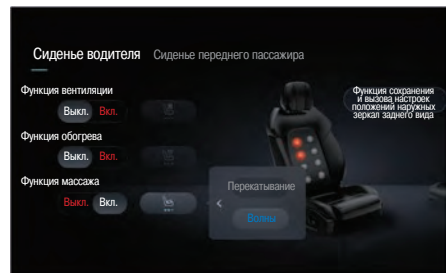 Сиденье водителя Сиденье переднего пассажира
Функция вентиляции
Выкл. Вкл.
Функция обогрева
Выкл. Вкл.
Функция массажа
Выкл. Вкл.
Перекатывание
Волны
Функция сохранения
и вызова настроек
положений наружных
зеркал заднего вида